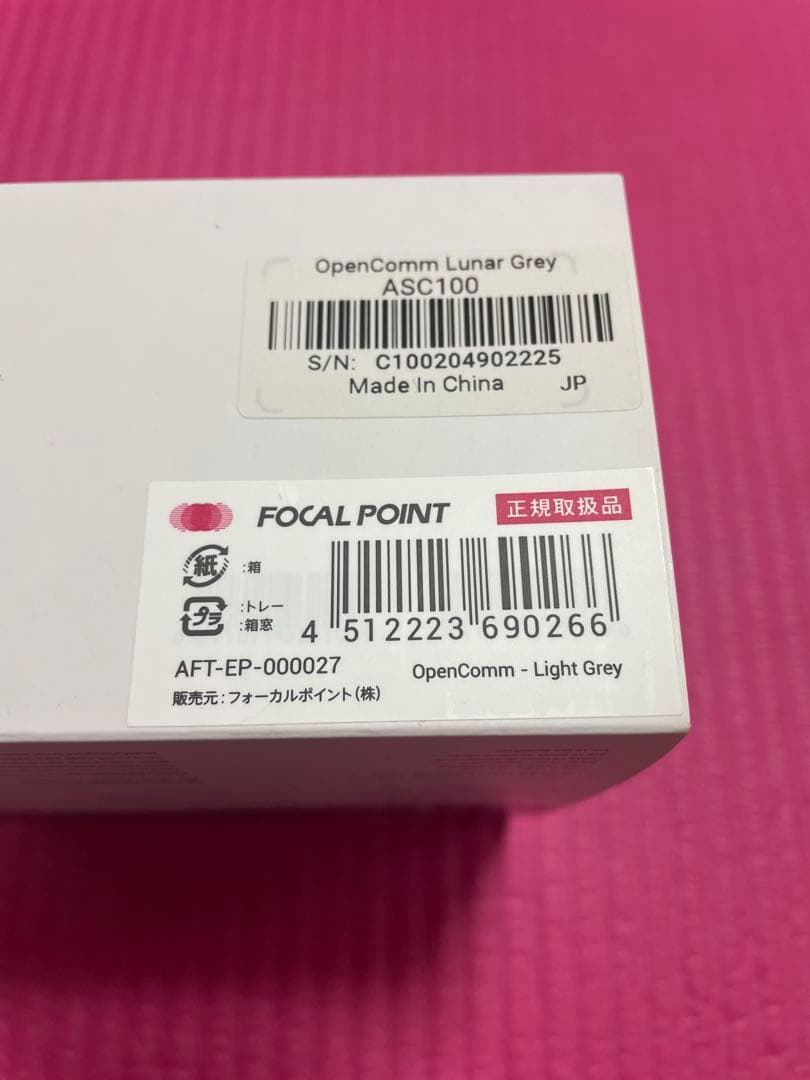 OpenComm Lunar Grey
ASC100
S/N: C100204902225
Made In China JP
FOCAL POINT 正規取扱品
紙 :箱
プラ :トレー
:箱窓
4 512223 690266
AFT-EP-000027 OpenComm - Light Grey
販売元:フォーカルポイント(株)